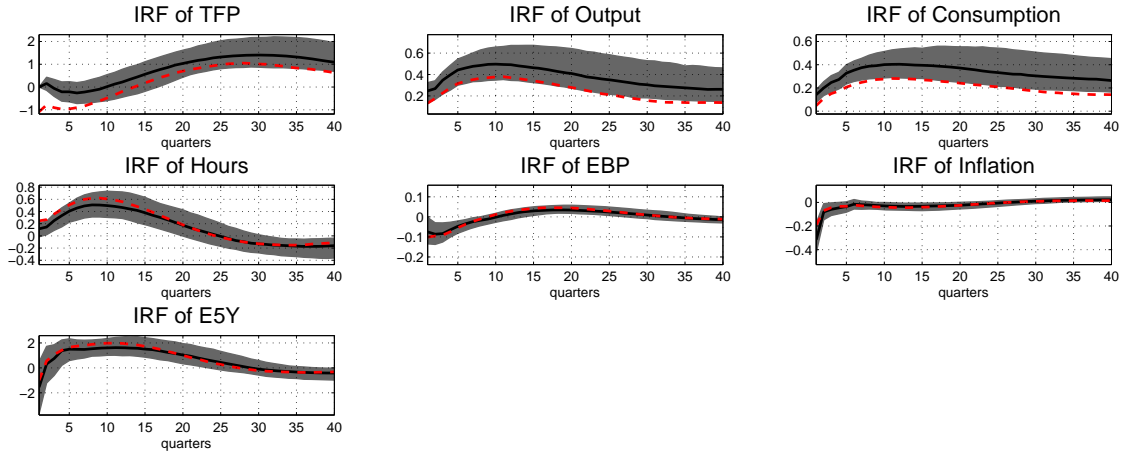 IRF of TFP
2
1
0
−1
5 10 15 20 25 30 35 40
quarters
IRF of Output
0.6
0.4
0.2
5 10 15 20 25 30 35 40
quarters
IRF of Consumption
0.6
0.4
0.2
0
5 10 15 20 25 30 35 40
quarters
IRF of Hours
0.8
0.6
0.4
0.2
0
−0.2
−0.4
5 10 15 20 25 30 35 40
quarters
IRF of EBP
0.1
0
−0.1
−0.2
5 10 15 20 25 30 35 40
quarters
IRF of Inflation
0
−0.2
−0.4
5 10 15 20 25 30 35 40
quarters
IRF of E5Y
2
0
−2
5 10 15 20 25 30 35 40
quarters